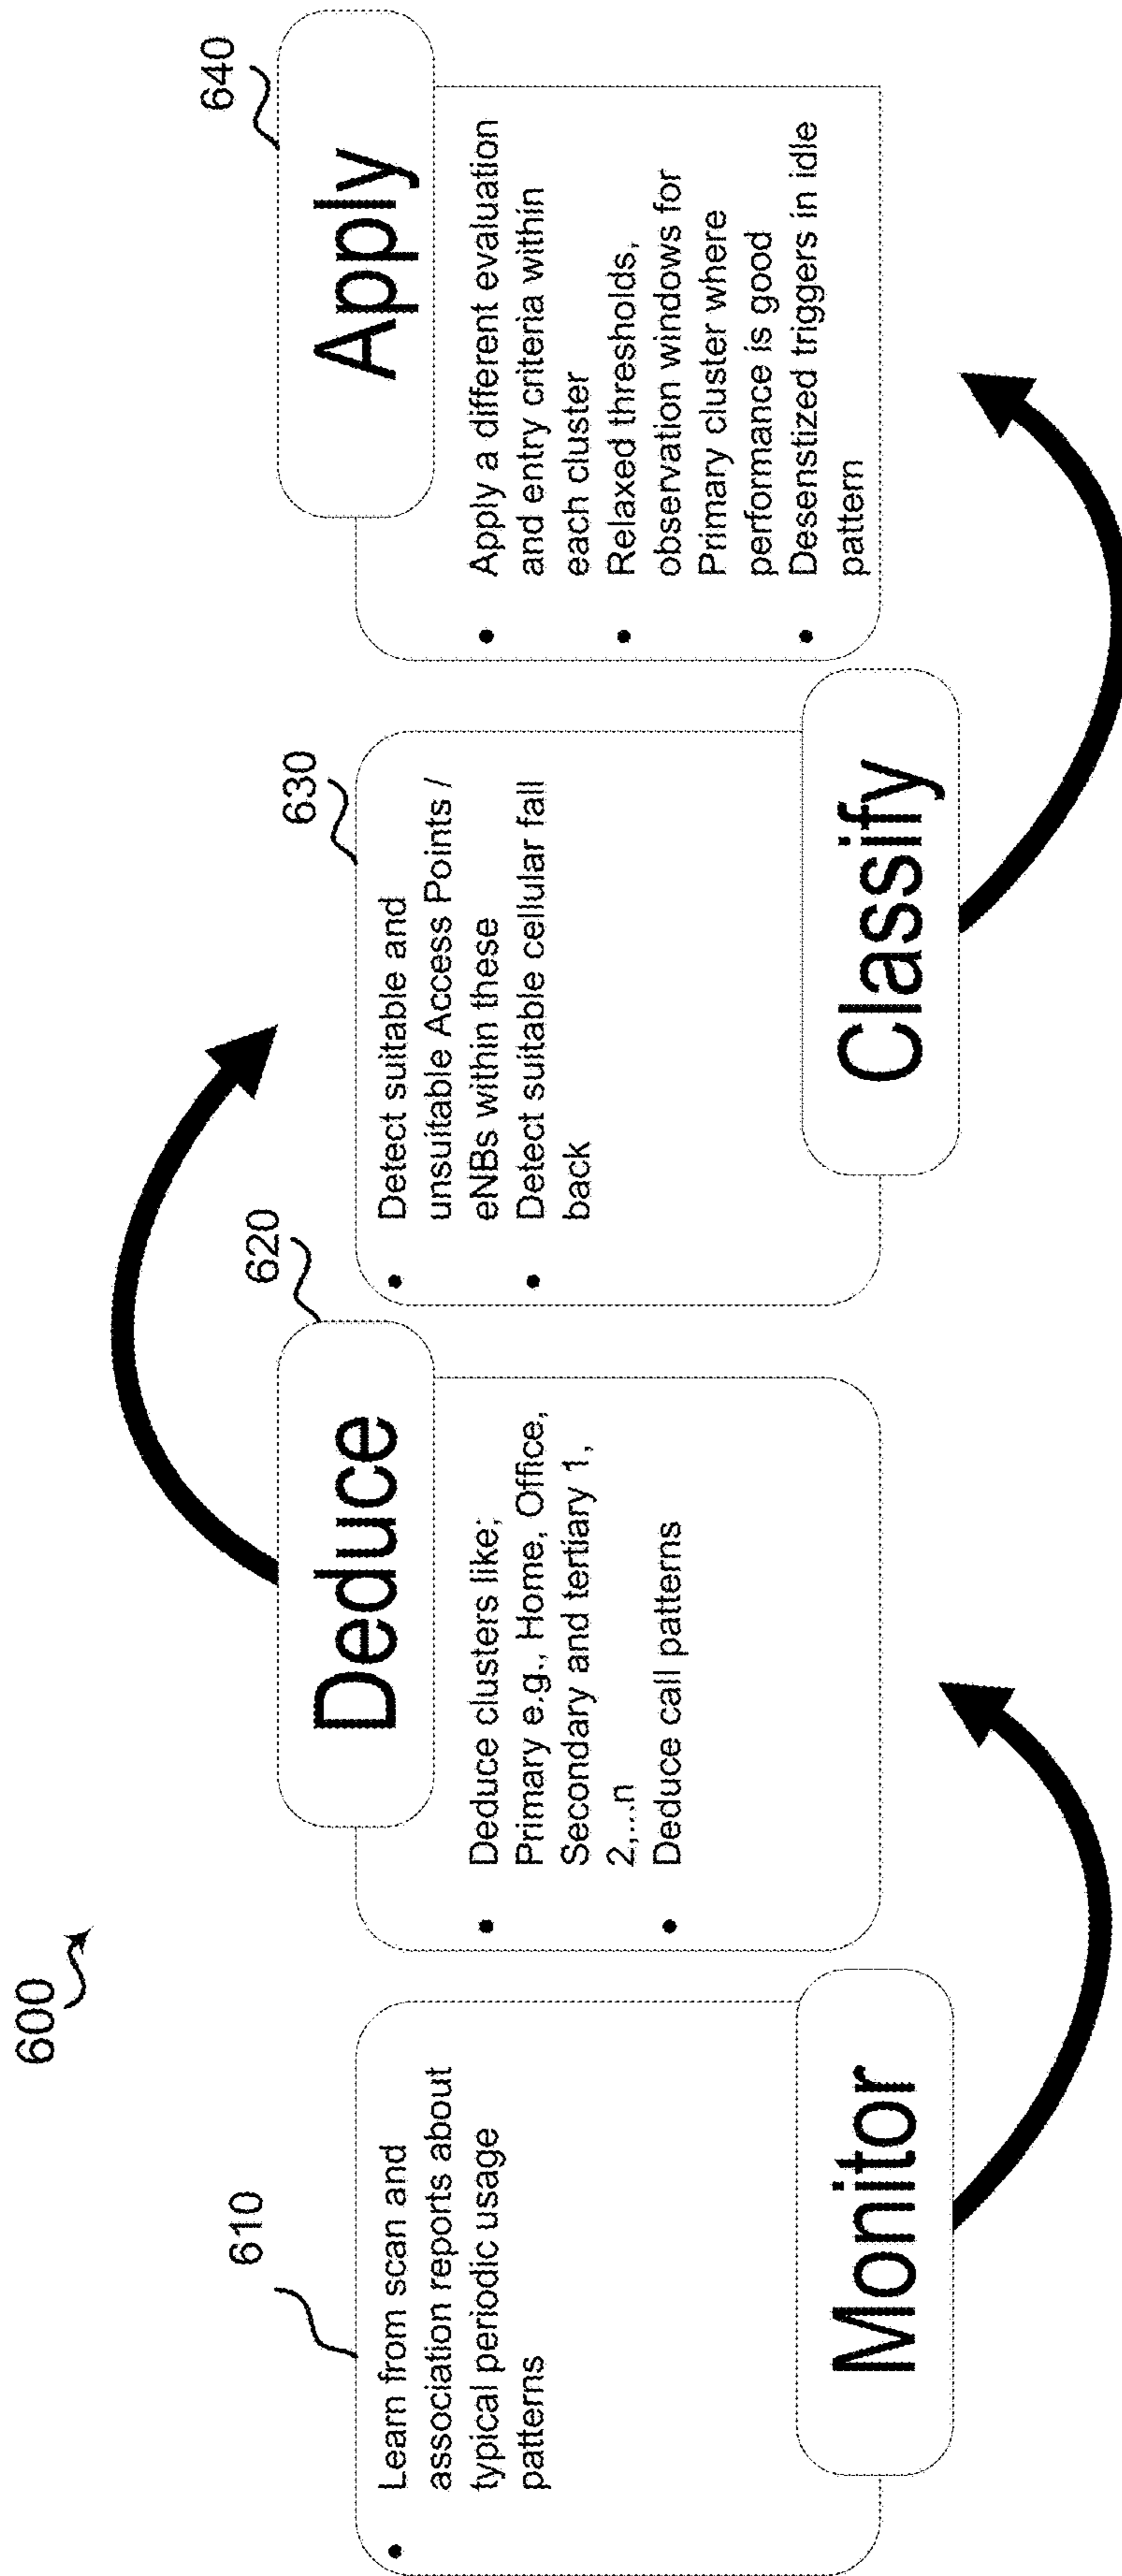 600
610
Learn from scan and
association reports about
typical periodic usage
patterns
Monitor
620
Deduce
Deduce clusters like;
Primary e.g., Home, Office,
Secondary and tertiary 1,
2,...n
Deduce call patterns
630
Detect suitable and
unsuitable Access Points /
eNBs within these
Detect suitable cellular fall
back
Classify
640
Apply
Apply a different evaluation
and entry criteria within
each cluster
Relaxed thresholds,
observation windows for
Primary cluster where
performance is good
Desenstized triggers in idle
pattern